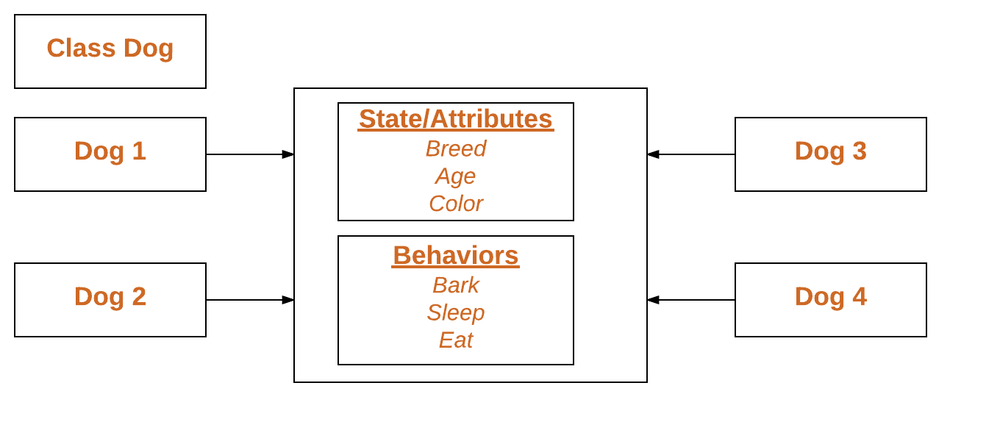 Class Dog
Dog 1
Dog 2
State/Attributes
Breed
Age
Color
Behaviors
Bark
Sleep
Eat
Dog 3
Dog 4